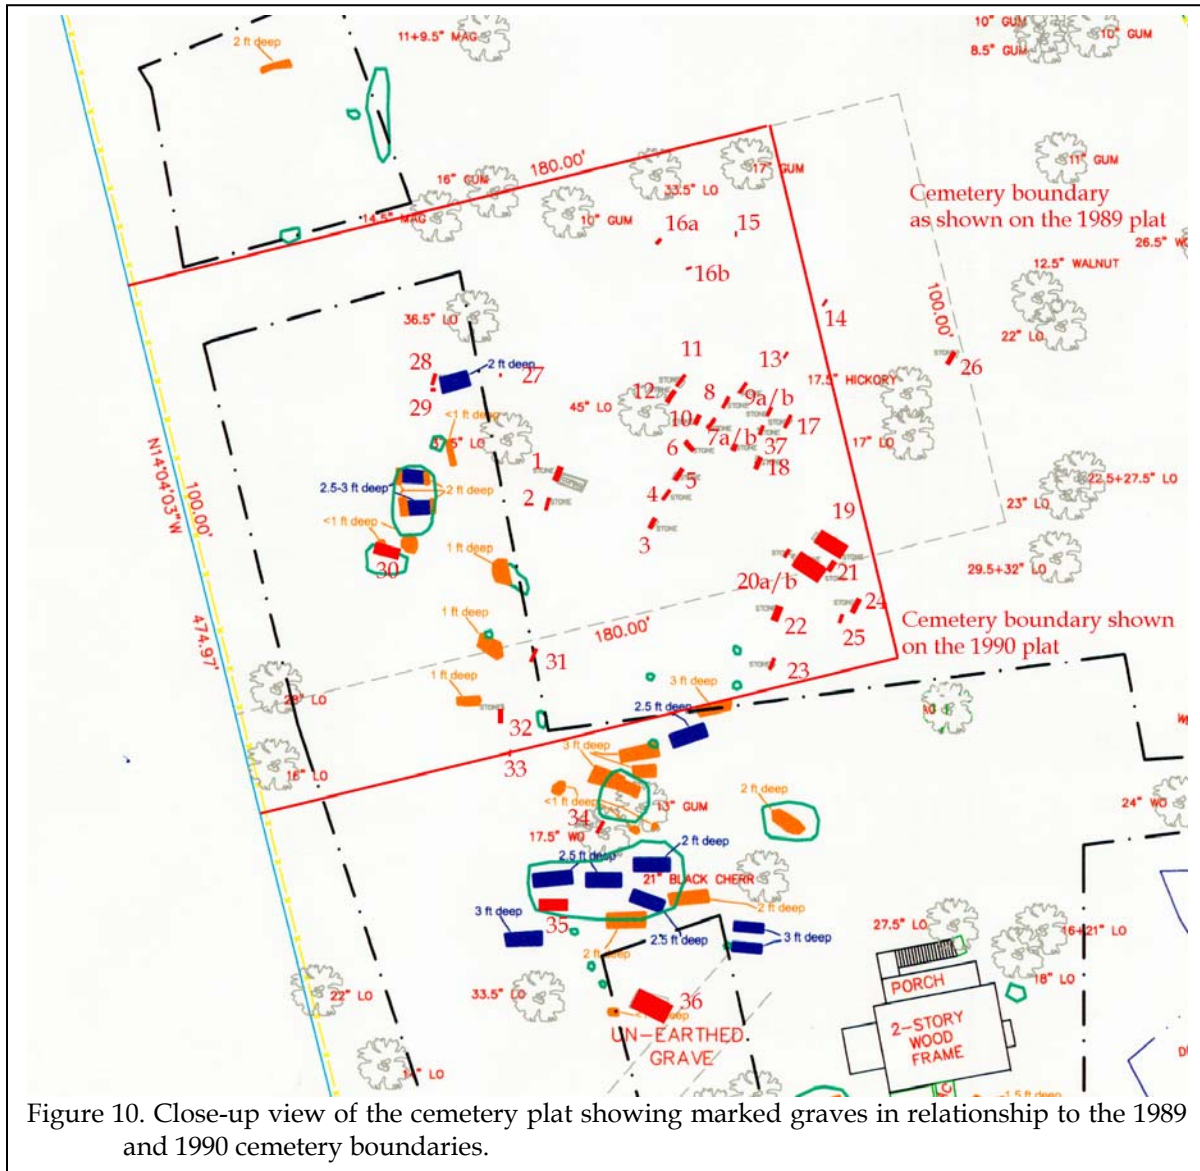 2 ft deep
11+9.5" MAG
10" GUM
8.5" GUM
10" GUM
180.00'
16" GUM
33.5" LO
17" GUM
11" GUM
14.5" MAG
10" GUM
Cemetery boundary
as shown on the 1989 plat
16a
15
16b
12.5" WALNUT
36.5" LO
14
100.00'
22" LO
28
29
2 ft deep
27
11
13
STONE
26
12
8
9a/b
17.5" HICKORY
45" LO
10
7a/b
17
17" LO
<1 ft deep
6
37
18
N14°04'03"W
100.00'
1
STONE
2
STONE
5
4
3
STONE
2.5-3 ft deep
2 ft deep
22.5+27.5" LO
23" LO
<1 ft deep
30
1 ft deep
19
29.5+32" LO
20a/b
21
STONE
24
22
25
474.97'
1 ft deep
180.00'
Cemetery boundary shown
on the 1990 plat
31
23
28" LO
1 ft deep
32
3 ft deep
2.5 ft deep
33
3 ft deep
16" LO
<1 ft deep
13" GUM
2 ft deep
24" WO
34
17.5" WO
2 ft deep
2.5 ft deep
21" BLACK CHERR
35
2 ft deep
3 ft deep
2 ft deep
2.5 ft deep
3 ft deep
27.5" LO
16+21" LO
22" LO
33.5" LO
18" LO
PORCH
36
2-STORY
WOOD
FRAME
UN-EARTHED
GRAVE
14" LO
1.5 ft deep
Figure 10. Close-up view of the cemetery plat showing marked graves in relationship to the 1989
and 1990 cemetery boundaries.